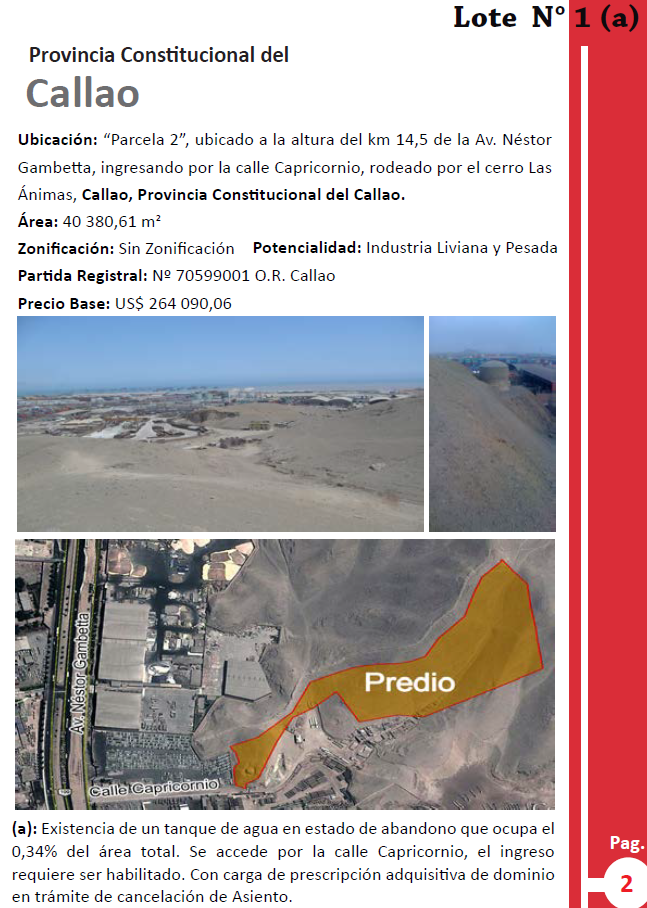 Lote Nº 1 (a)
Provincia Constitucional del
Callao
Ubicación: “Parcela 2”, ubicado a la altura del km 14,5 de la Av. Néstor
Gambetta, ingresando por la calle Capricornio, rodeado por el cerro Las
Ánimas, Callao, Provincia Constitucional del Callao.
Área: 40 380,61 m²
Zonificación: Sin Zonificación Potencialidad: Industria Liviana y Pesada
Partida Registral: Nº 70599001 O.R. Callao
Precio Base: US$ 264 090,06
Av. Néstor Gambetta
Predio
Calle Capricornio
(a): Existencia de un tanque de agua en estado de abandono que ocupa el
0,34% del área total. Se accede por la calle Capricornio, el ingreso
requiere ser habilitado. Con carga de prescripción adquisitiva de dominio
en trámite de cancelación de Asiento.
Pag.
2